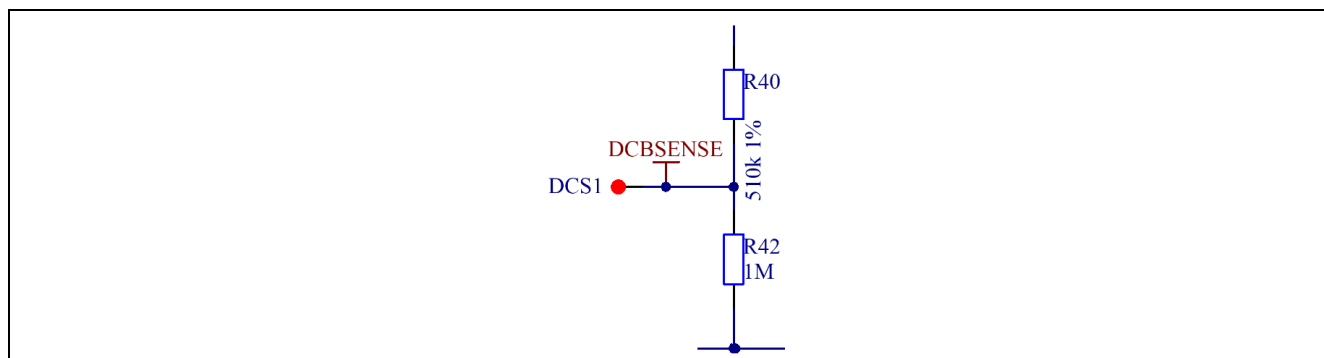 R40
510k 1%
DCBSENSE
DCS1
R42
1M